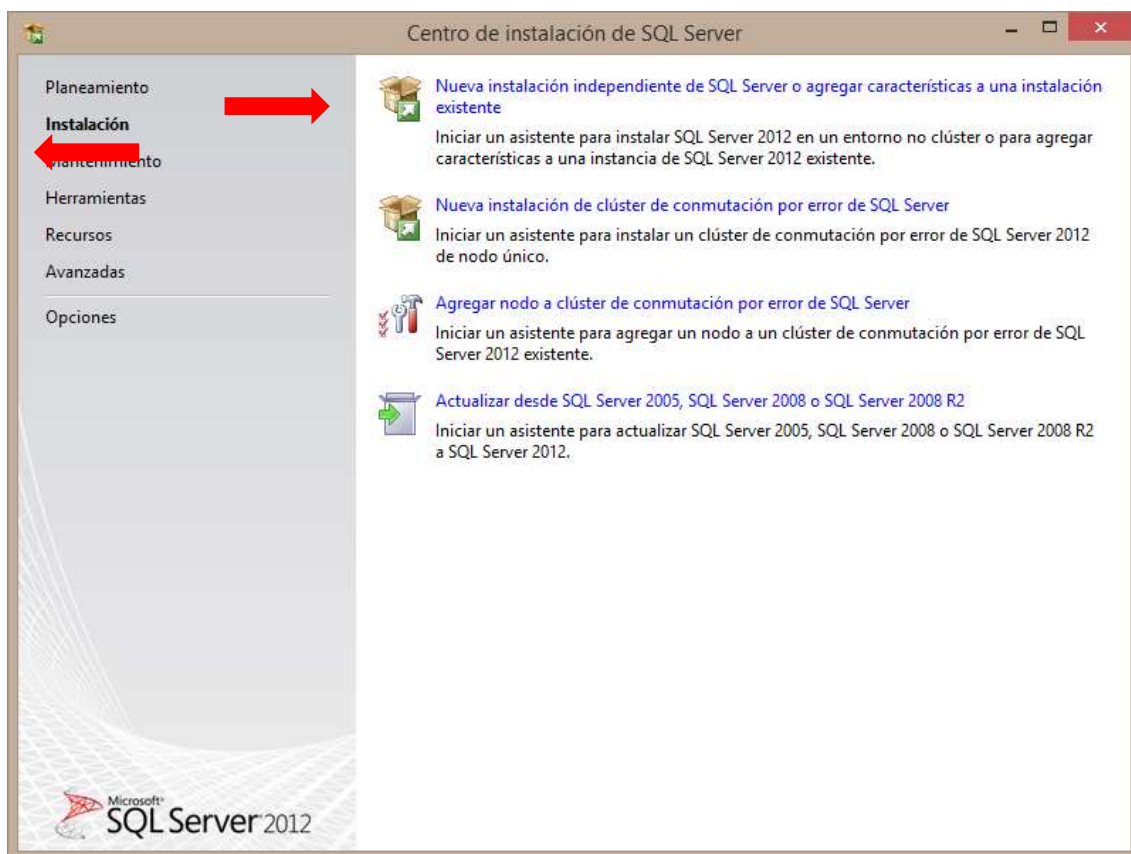 Centro de instalación de SQL Server
Planeamiento
Instalación
Mantenimiento
Herramientas
Recursos
Avanzadas
Opciones
Nueva instalación independiente de SQL Server o agregar características a una instalación
existente
Iniciar un asistente para instalar SQL Server 2012 en un entorno no clúster o para agregar
características a una instancia de SQL Server 2012 existente.
Nueva instalación de clúster de conmutación por error de SQL Server
Iniciar un asistente para instalar un clúster de conmutación por error de SQL Server 2012
de nodo único.
Agregar nodo a clúster de conmutación por error de SQL Server
Iniciar un asistente para agregar un nodo a un clúster de conmutación por error de SQL
Server 2012 existente.
Actualizar desde SQL Server 2005, SQL Server 2008 o SQL Server 2008 R2
Iniciar un asistente para actualizar SQL Server 2005, SQL Server 2008 o SQL Server 2008 R2
a SQL Server 2012.
Microsoft®
SQL Server 2012